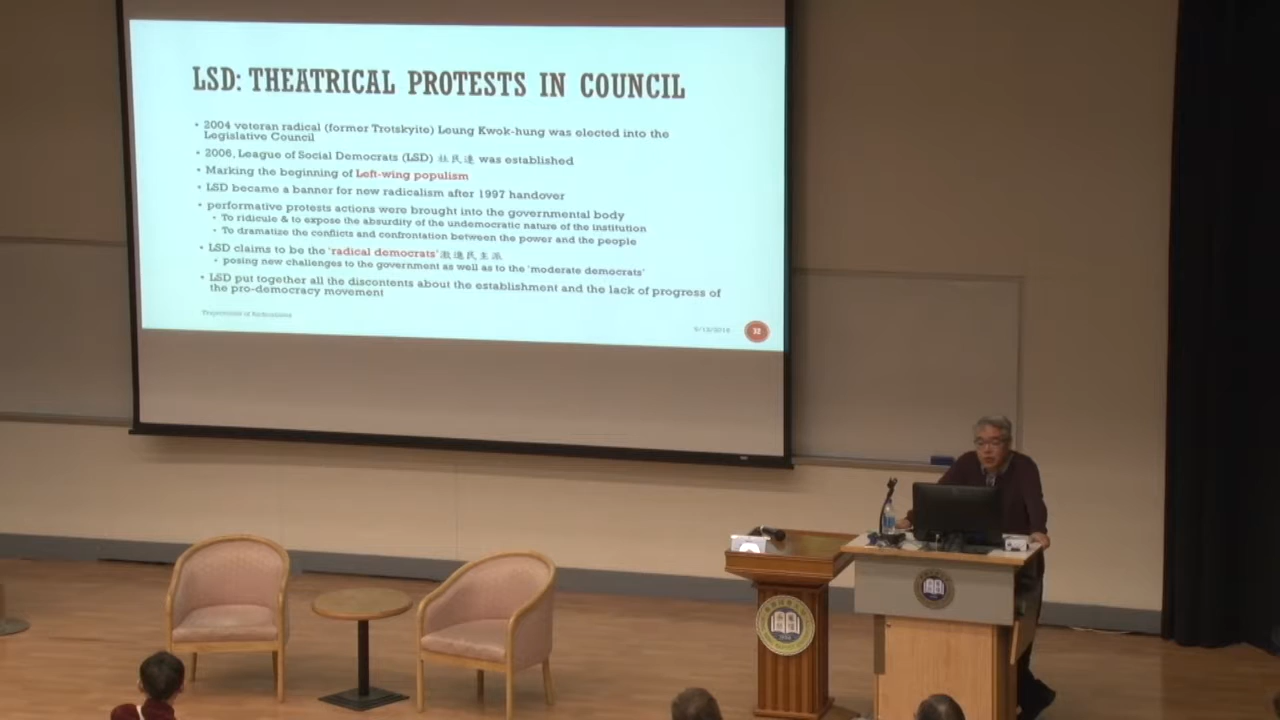 LSD: THEATRICAL PROTESTS IN COUNCIL
• 2004 veteran radical (former Trotskyite) Leung Kwok-hung was elected into the
Legislative Council
• 2006, League of Social Democrats (LSD) 社民連 was established
• Marking the beginning of Left-wing populism
• LSD became a banner for new radicalism after 1997 handover
• performative protests actions were brought into the governmental body
• To ridicule & to expose the absurdity of the undemocratic nature of the institution
• To dramatize the conflicts and confrontation between the power and the people
• LSD claims to be the 'radical democrats' 激進民主派
• posing new challenges to the government as well as to the 'moderate democrats'
• LSD put together all the discontents about the establishment and the lack of progress of
the pro-democracy movement
32